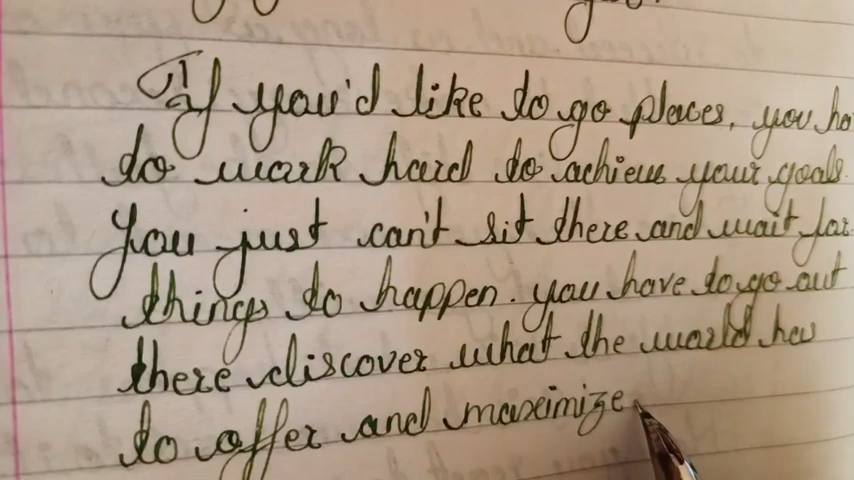 If you'd like to go places, you ha
to work hard to achieve your goals.
You just can't sit there and wait for
things to happen. you have to go out
there discover what the world has
to offer and maximize